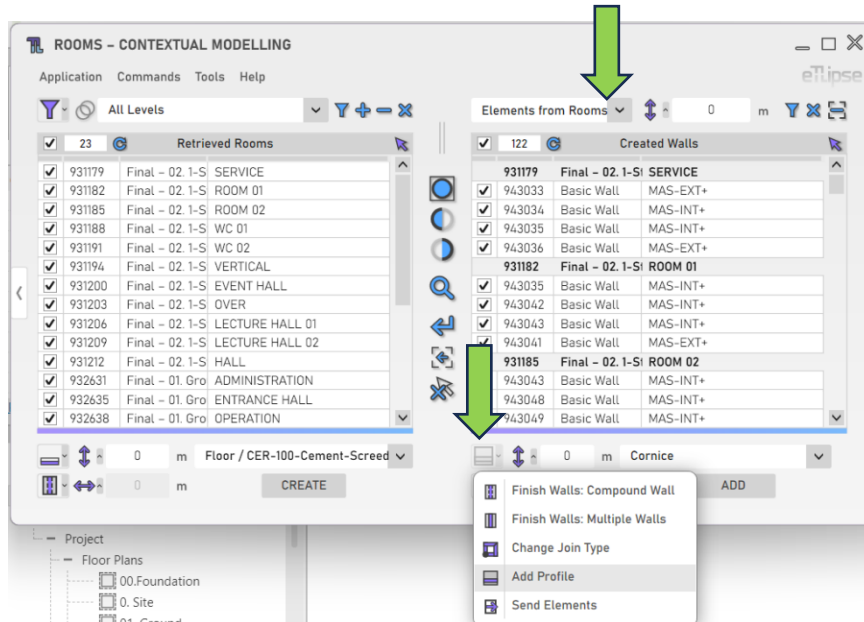 ROOMS – CONTEXTUAL MODELLING
Application Commands Tools Help
eTLipse
All Levels
Elements from Rooms 0 m
23 Retrieved Rooms
931179 Final – 02. 1-S SERVICE
931182 Final – 02. 1-S ROOM 01
931185 Final – 02. 1-S ROOM 02
931188 Final – 02. 1-S WC 01
931191 Final – 02. 1-S WC 02
931194 Final – 02. 1-S VERTICAL
931200 Final – 02. 1-S EVENT HALL
931203 Final – 02. 1-S OVER
931206 Final – 02. 1-S LECTURE HALL 01
931209 Final – 02. 1-S LECTURE HALL 02
931212 Final – 02. 1-S HALL
932631 Final – 01. Gro ADMINISTRATION
932635 Final – 01. Gro ENTRANCE HALL
932638 Final – 01. Gro OPERATION
122 Created Walls
931179 Final – 02. 1-St SERVICE
943033 Basic Wall MAS-EXT+
943034 Basic Wall MAS-INT+
943035 Basic Wall MAS-INT+
943036 Basic Wall MAS-EXT+
931182 Final – 02. 1-St ROOM 01
943035 Basic Wall MAS-INT+
943042 Basic Wall MAS-INT+
943043 Basic Wall MAS-INT+
943041 Basic Wall MAS-EXT+
931185 Final – 02. 1-St ROOM 02
943043 Basic Wall MAS-INT+
943048 Basic Wall MAS-INT+
943049 Basic Wall MAS-INT+
0 m Floor / CER-100-Cement-Screed
0 m CREATE
0 m Cornice
ADD
Finish Walls: Compound Wall
Finish Walls: Multiple Walls
Change Join Type
Add Profile
Send Elements
Project
Floor Plans
00.Foundation
0. Site
01. Ground